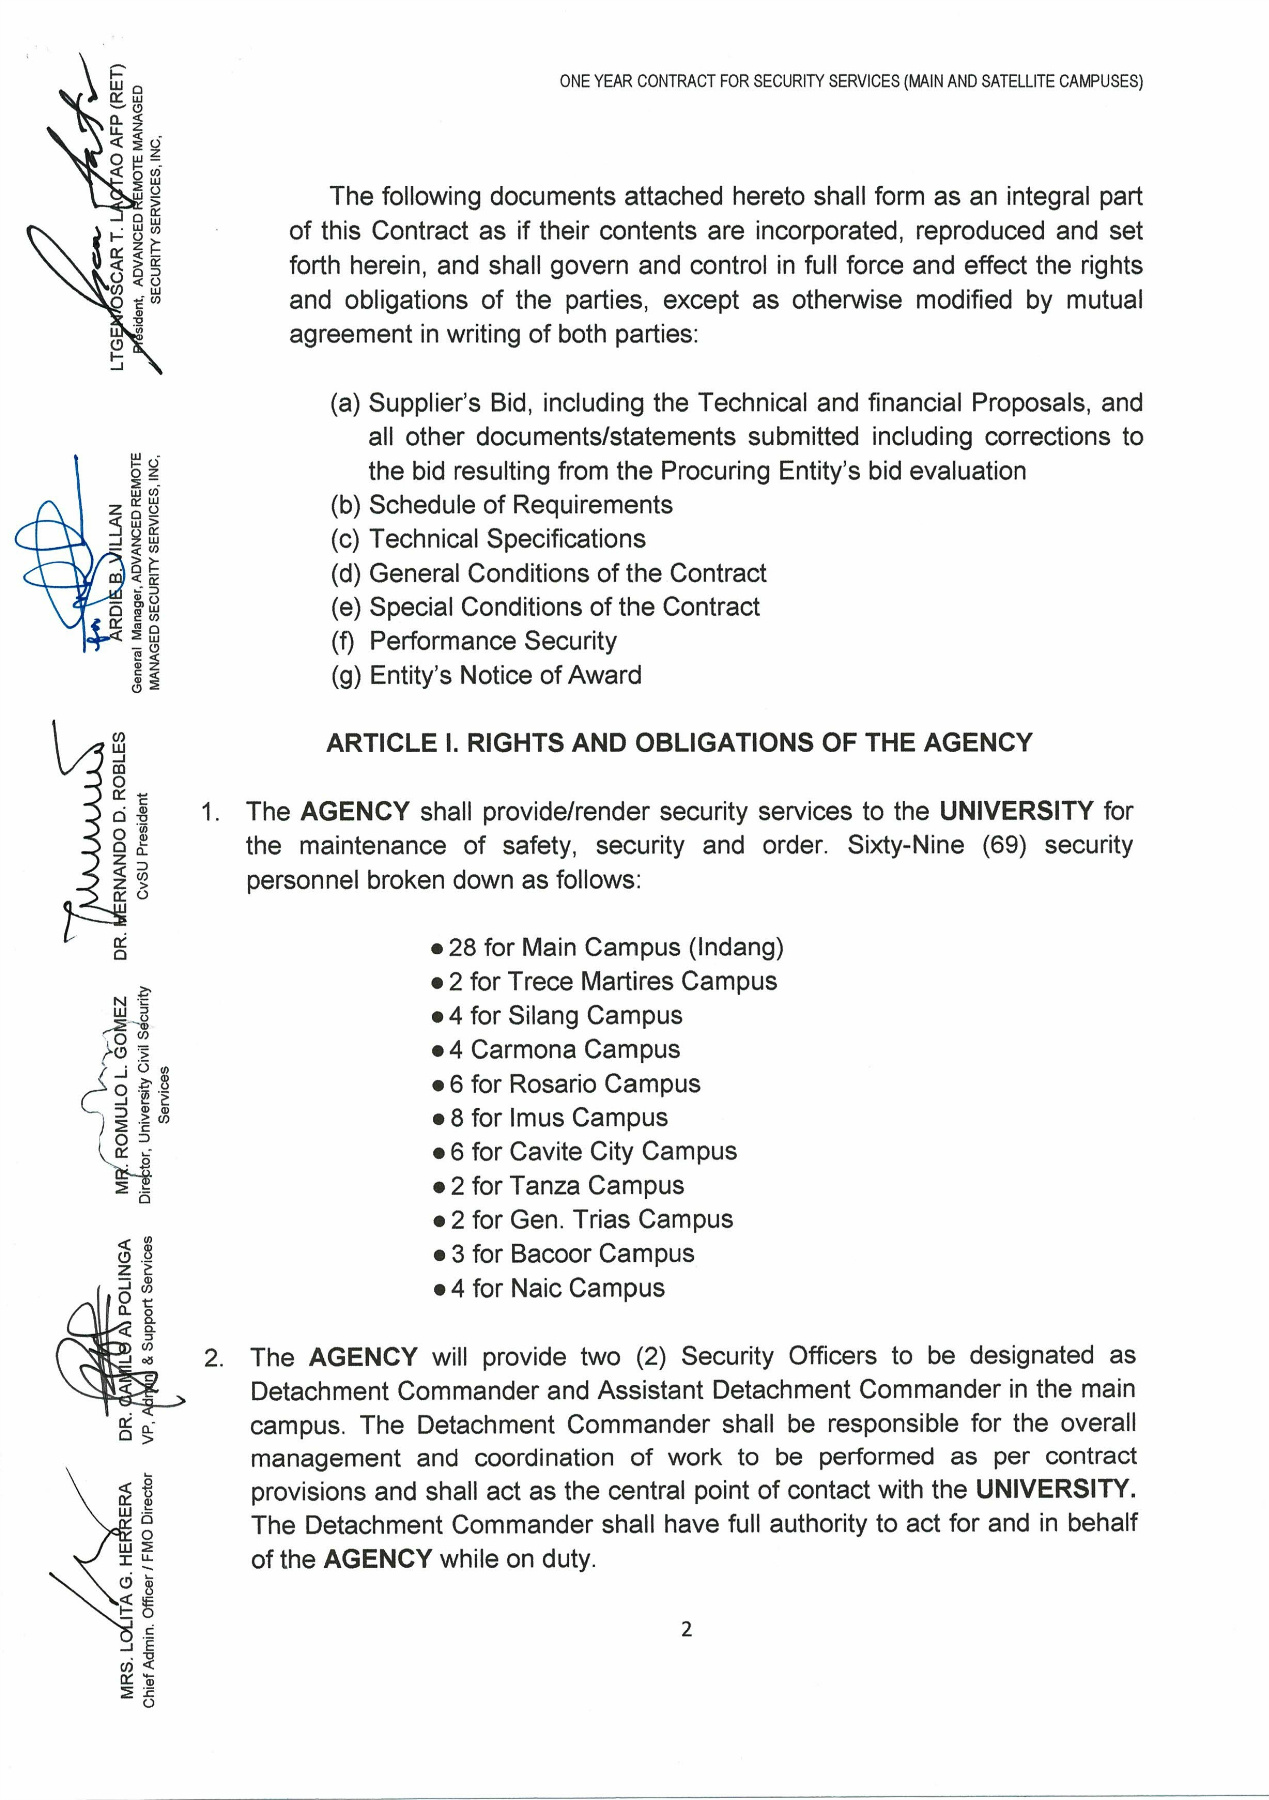 ONE YEAR CONTRACT FOR SECURITY SERVICES (MAIN AND SATELLITE CAMPUSES)
The following documents attached hereto shall form as an integral part
of this Contract as if their contents are incorporated, reproduced and set
forth herein, and shall govern and control in full force and effect the rights
and obligations of the parties, except as otherwise modified by mutual
agreement in writing of both parties:
(a) Supplier's Bid, including the Technical and financial Proposals, and
all other documents/statements submitted including corrections to
the bid resulting from the Procuring Entity's bid evaluation
(b) Schedule of Requirements
(c) Technical Specifications
(d) General Conditions of the Contract
(e) Special Conditions of the Contract
(f) Performance Security
(g) Entity's Notice of Award
ARTICLE I. RIGHTS AND OBLIGATIONS OF THE AGENCY
1. The AGENCY shall provide/render security services to the UNIVERSITY for
the maintenance of safety, security and order. Sixty-Nine (69) security
personnel broken down as follows:
● 28 for Main Campus (Indang)
● 2 for Trece Martires Campus
● 4 for Silang Campus
● 4 Carmona Campus
● 6 for Rosario Campus
● 8 for Imus Campus
● 6 for Cavite City Campus
● 2 for Tanza Campus
● 2 for Gen. Trias Campus
● 3 for Bacoor Campus
● 4 for Naic Campus
2. The AGENCY will provide two (2) Security Officers to be designated as
Detachment Commander and Assistant Detachment Commander in the main
campus. The Detachment Commander shall be responsible for the overall
management and coordination of work to be performed as per contract
provisions and shall act as the central point of contact with the UNIVERSITY.
The Detachment Commander shall have full authority to act for and in behalf
of the AGENCY while on duty.
2
LTGEN OSCAR T. LACTAO AFP (RET)
President, ADVANCED REMOTE MANAGED
SECURITY SERVICES, INC,
for
ARDIE B. VILLAN
General Manager, ADVANCED REMOTE
MANAGED SECURITY SERVICES, INC,
DR. HERNANDO D. ROBLES
CvSU President
MR. ROMULO L. GOMEZ
Director, University Civil Security
Services
DR. CAMILO A. POLINGA
VP, Admin & Support Services
MRS. LOLITA G. HERRERA
Chief Admin. Officer / FMO Director